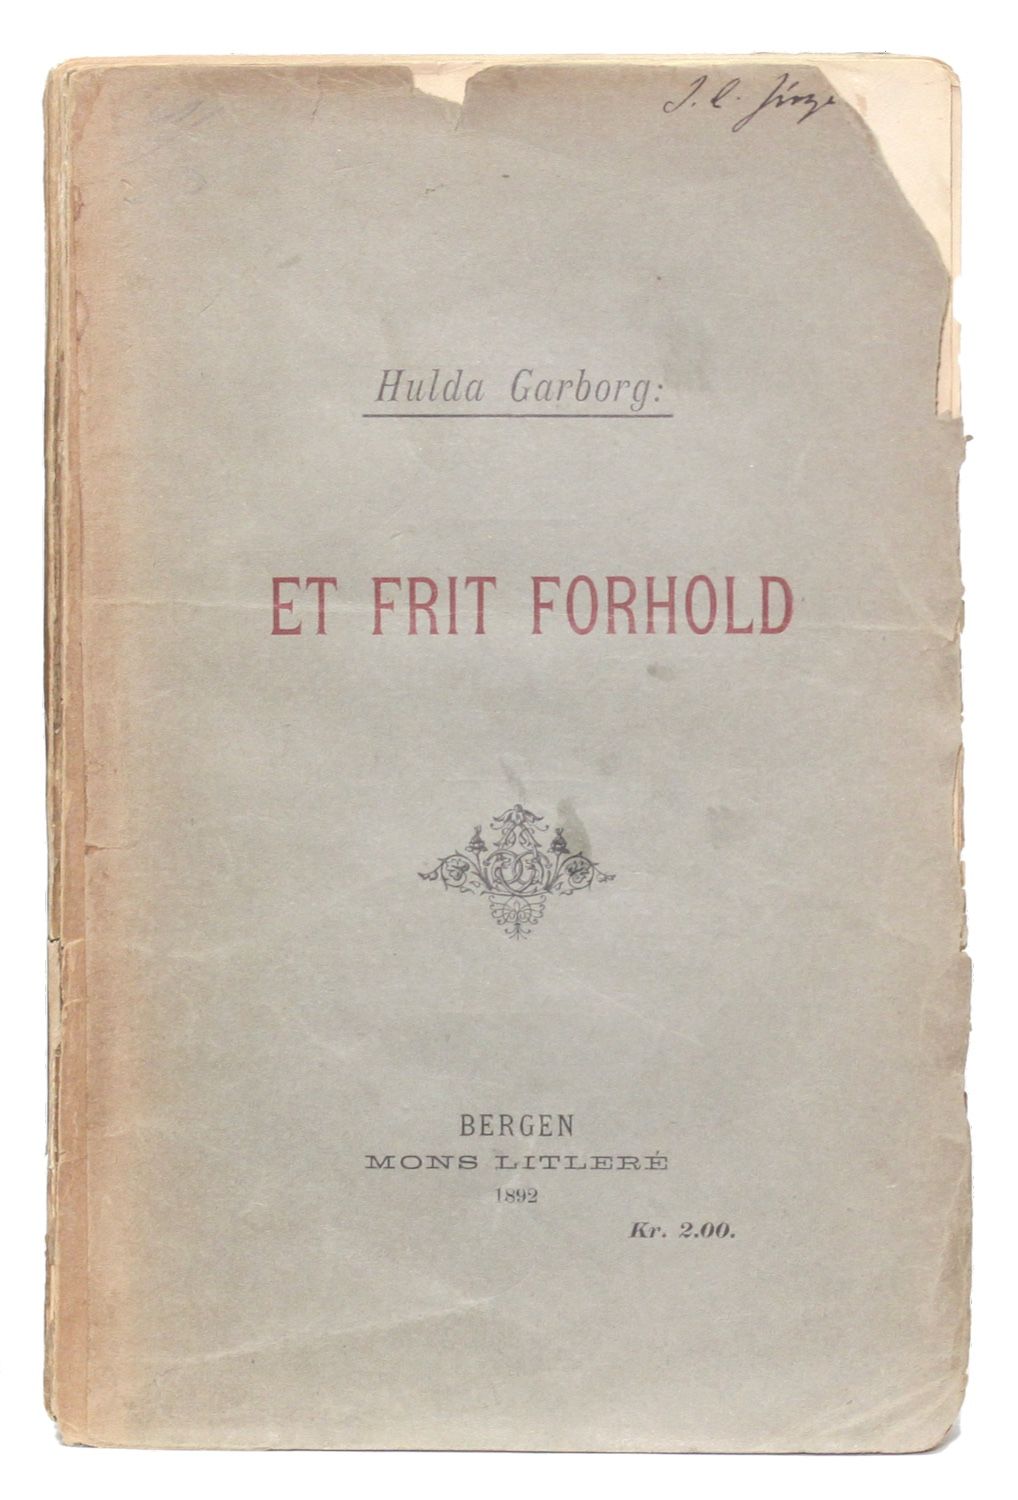 J. C.
Hulda Garborg:
ET FRIT FORHOLD
BERGEN
MONS LITLERÉ
1892
Kr. 2.00.